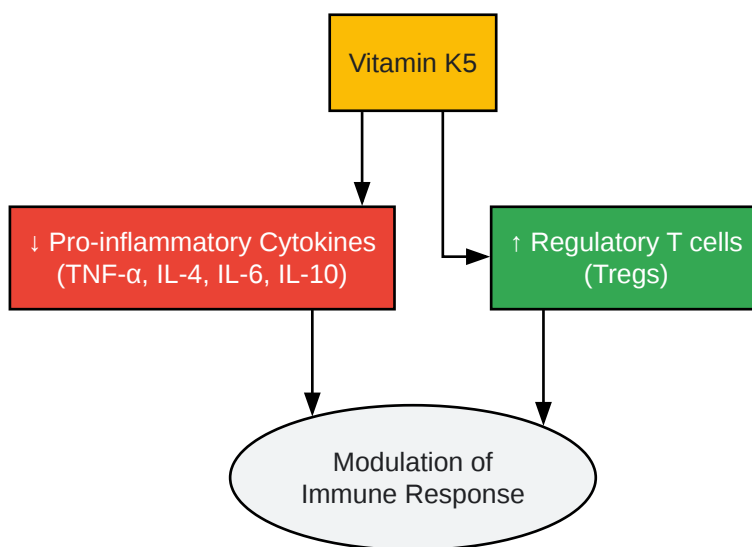 Vitamin K5
↓ Pro-inflammatory Cytokines
(TNF-α, IL-4, IL-6, IL-10)
↑ Regulatory T cells
(Tregs)
Modulation of
Immune Response